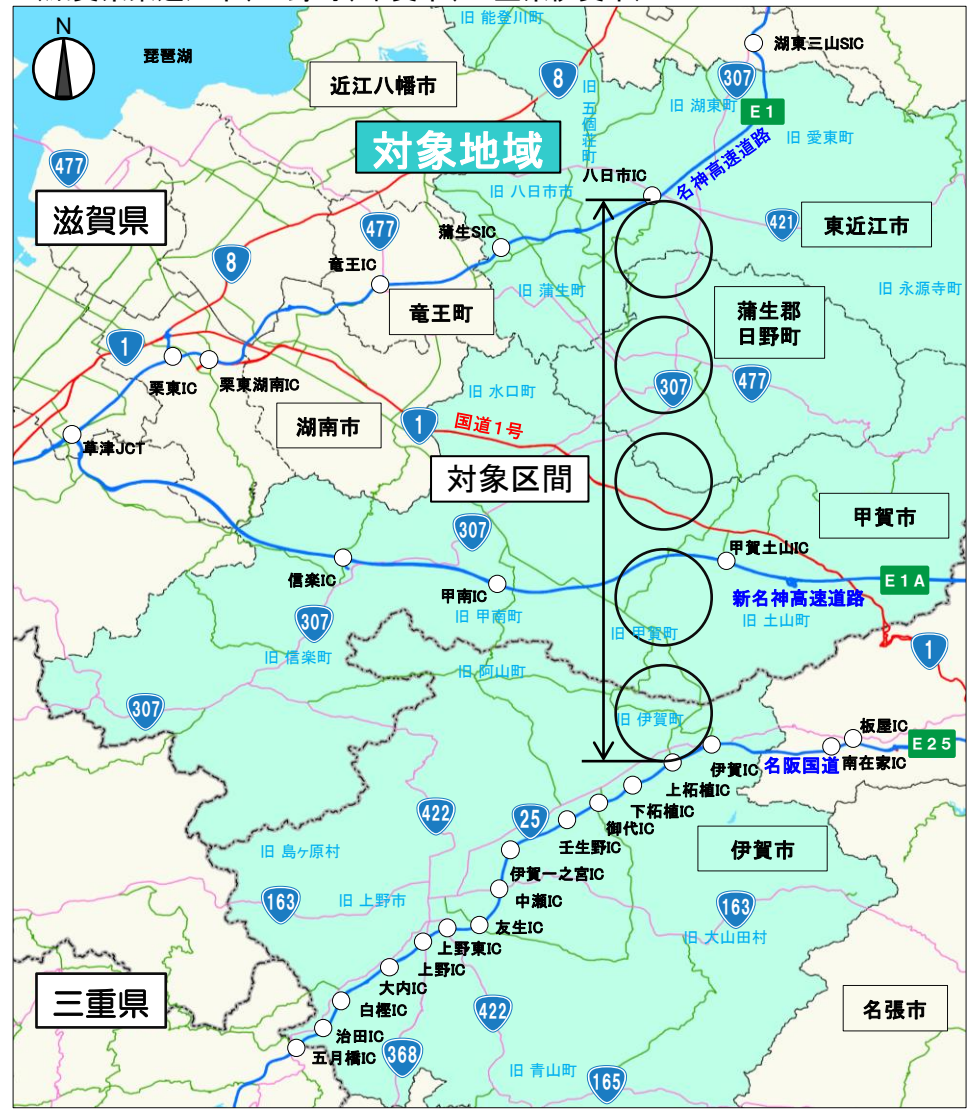 旧 能登川町
N
琵琶湖
湖東三山SIC
近江八幡市
8
旧 五個荘町
307
旧 湖東町
E1
対象地域
旧 愛東町
名神高速道路
477
八日市IC
旧 八日市市
滋賀県
421
東近江市
477
蒲生SIC
8
竜王IC
旧 蒲生町
旧 永源寺町
竜王町
蒲生郡
日野町
1
栗東IC
栗東湖南IC
旧 水口町
307
477
湖南市
1
国道1号
草津JCT
対象区間
甲賀市
307
甲賀土山IC
信楽IC
甲南IC
E1A
新名神高速道路
旧 甲南町
旧 土山町
307
旧 甲賀町
旧 信楽町
1
旧 阿山町
307
旧 伊賀町
板屋IC
E25
伊賀IC
名阪国道
南在家IC
上柘植IC
下柘植IC
422
25
御代IC
壬生野IC
伊賀市
旧 島ヶ原村
伊賀一之宮IC
163
旧 上野市
中瀬IC
163
友生IC
旧 大山田村
上野東IC
上野IC
大内IC
三重県
白樫IC
422
名張市
治田IC
五月橋IC
368
旧 青山町
165